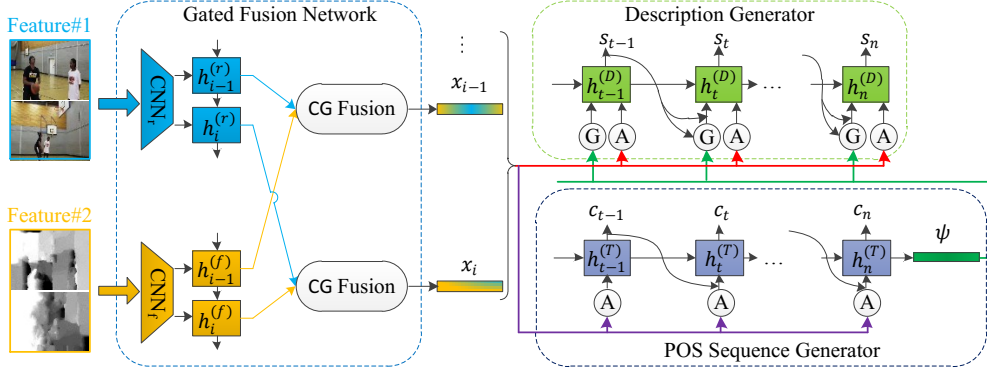 Feature#1
Gated Fusion Network
Description Generator
CNN_r
h_{i-1}^{(r)}
h_i^{(r)}
CG Fusion
⋮
x_{i-1}
s_{t-1}
s_t
s_n
h_{t-1}^{(D)}
h_t^{(D)}
...
h_n^{(D)}
G
A
G
A
...
G
A
Feature#2
CNN_f
h_{i-1}^{(f)}
h_i^{(f)}
CG Fusion
x_i
c_{t-1}
c_t
c_n
ψ
h_{t-1}^{(T)}
h_t^{(T)}
...
h_n^{(T)}
A
A
A
POS Sequence Generator